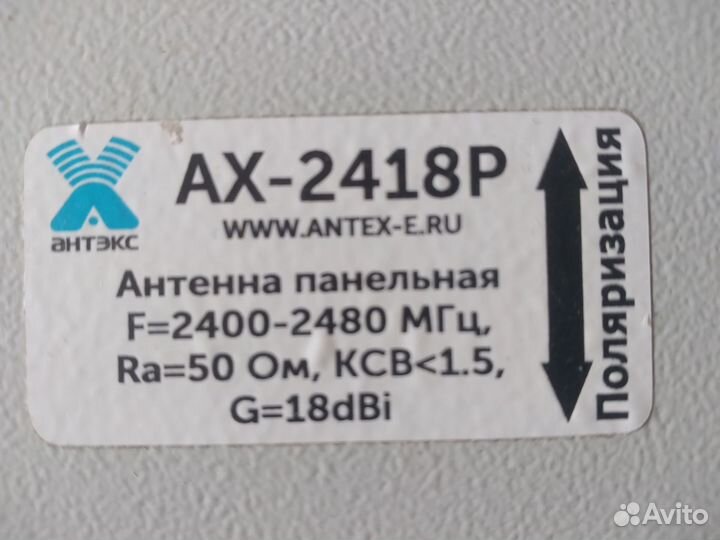 АНТЭКС
AX-2418P
WWW.ANTEX-E.RU
Антенна панельная
F=2400-2480 МГц,
Ra=50 Ом, КСВ<1.5,
G=18dBi
Поляризация
Avito